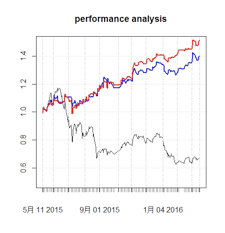 performance analysis
1.4
1.2
1.0
0.8
0.6
5月 11 2015
9月 01 2015
1月 04 2016